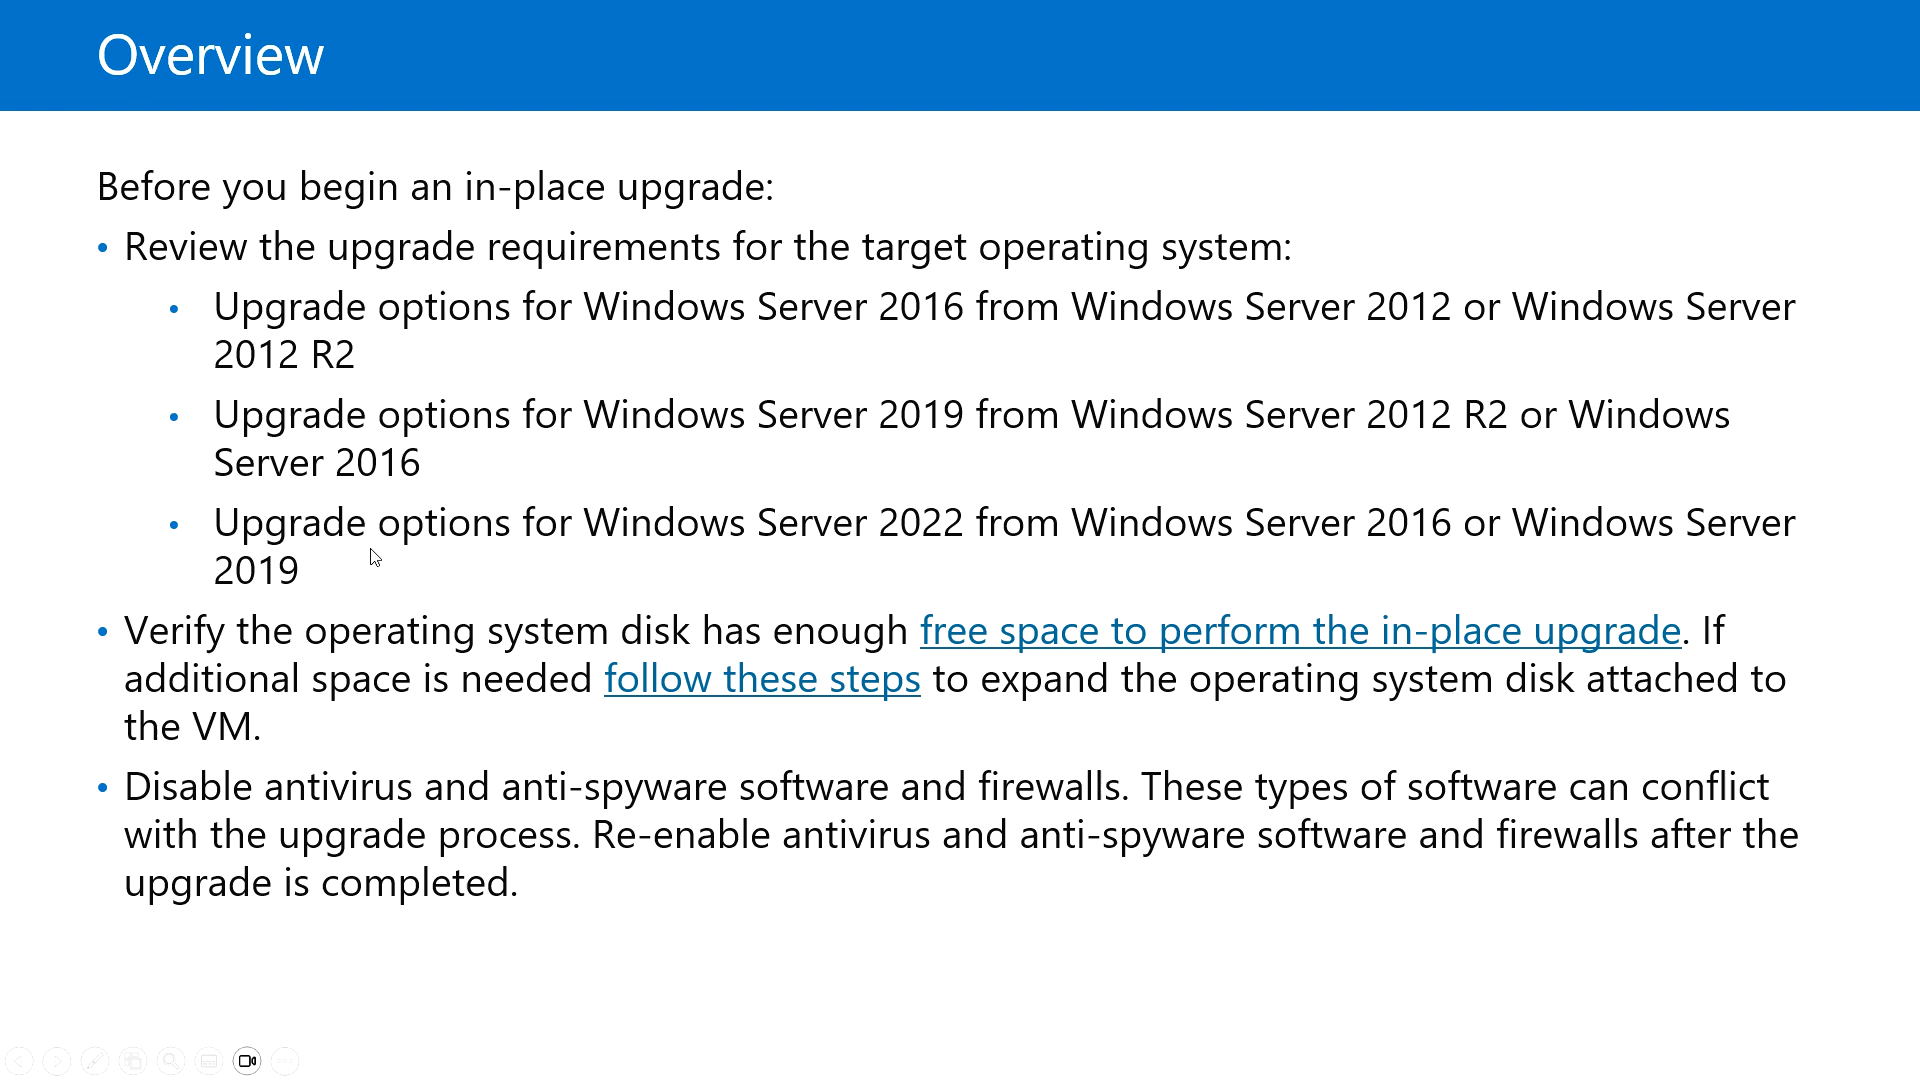 Overview
Before you begin an in-place upgrade:
• Review the upgrade requirements for the target operating system:
• Upgrade options for Windows Server 2016 from Windows Server 2012 or Windows Server
2012 R2
• Upgrade options for Windows Server 2019 from Windows Server 2012 R2 or Windows
Server 2016
• Upgrade options for Windows Server 2022 from Windows Server 2016 or Windows Server
2019
• Verify the operating system disk has enough free space to perform the in-place upgrade. If
additional space is needed follow these steps to expand the operating system disk attached to
the VM.
• Disable antivirus and anti-spyware software and firewalls. These types of software can conflict
with the upgrade process. Re-enable antivirus and anti-spyware software and firewalls after the
upgrade is completed.